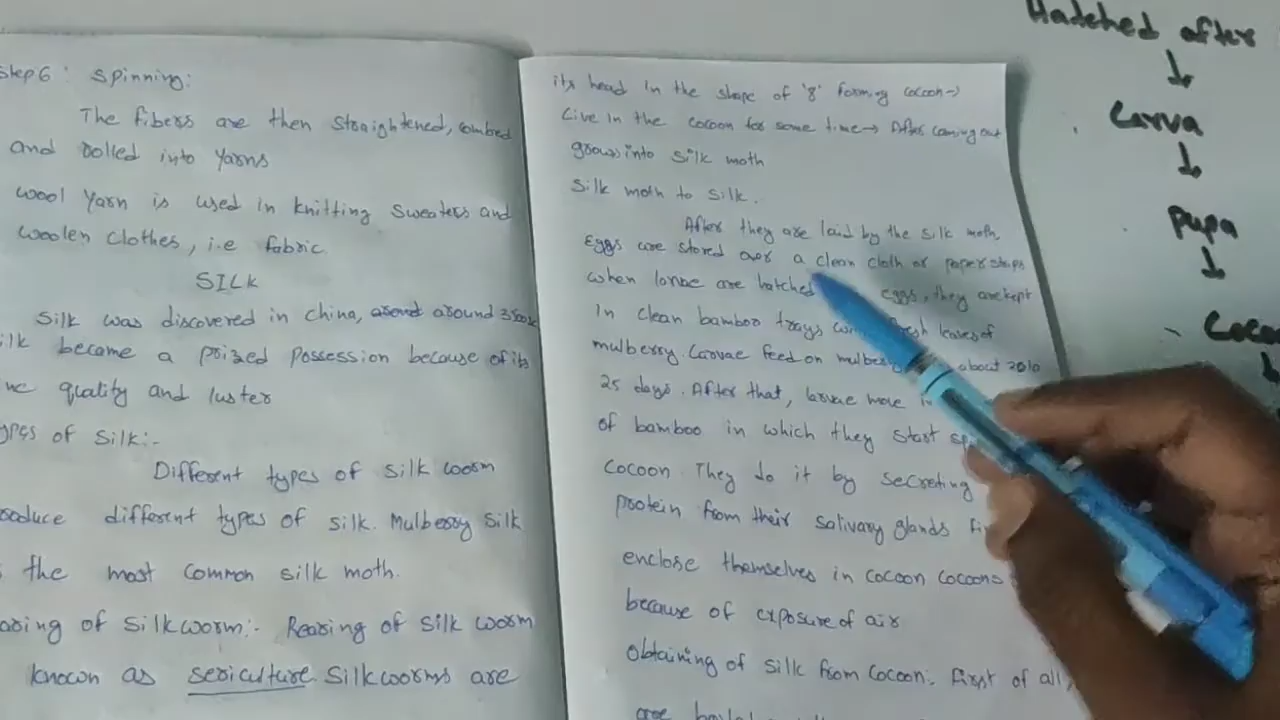 Step 6: Spinning:
The fibers are then straightened, combed
and rolled into yarns
wool yarn is used in knitting sweaters and
woolen clothes, i.e fabric
SILK
Silk was discovered in china, around around
became a prized possession because of its
quality and luster
of silk:-
Different types of silk worm
different types of silk. Mulberry silk
the most common silk moth.
of silkworm:- Rearing of silk worm
known as sericulture. Silkworms are
its head in the shape of '8' forming cocoon→
Live in the cocoon for some time→ After coming out
grows into silk moth
Silk moth to silk.
After they are laid by the silk moth,
Eggs are stored over a clean cloth or paper strips
when larvae are hatched eggs, they are kept
in clean bamboo trays leaves of
mulberry. Larvae feed on about 20 to
25 days. After that, larvae move
of bamboo in which they start
cocoon. They do it by secreting
protein from their salivary glands
enclose themselves in cocoon cocoons
because of exposure of air
obtaining of silk from cocoon:. First of all,
are
Hatched after
↓
Larva
↓
Pupa
↓